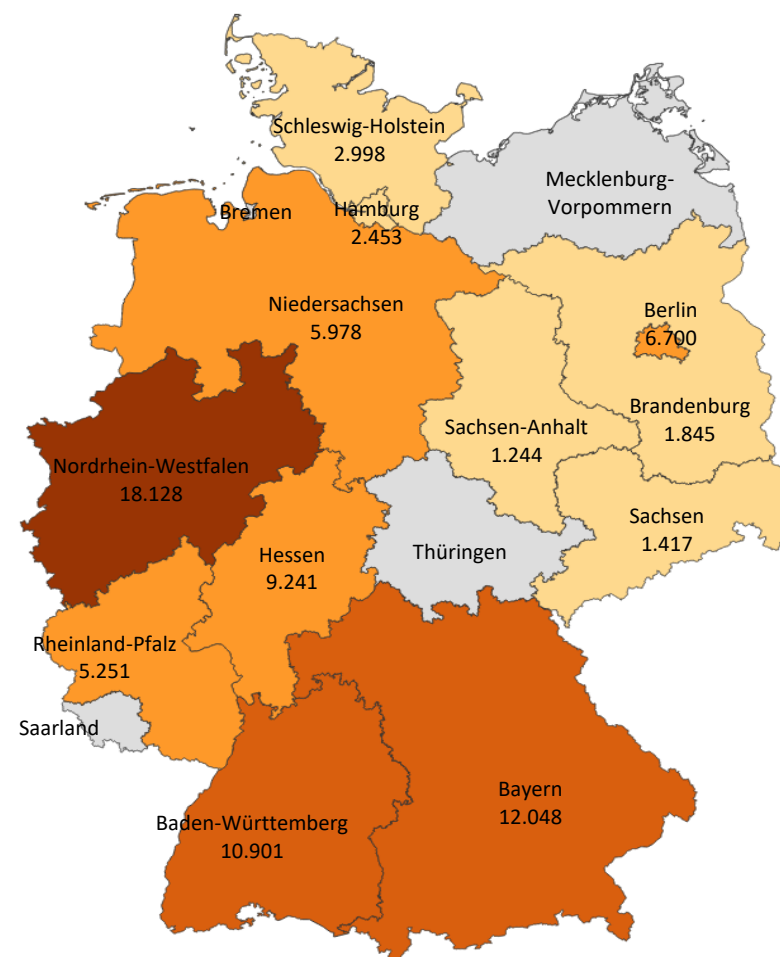 Schleswig-Holstein
2.998
Mecklenburg-
Vorpommern
Hamburg
2.453
Bremen
Niedersachsen
5.978
Berlin
6.700
Brandenburg
1.845
Sachsen-Anhalt
1.244
Nordrhein-Westfalen
18.128
Sachsen
1.417
Hessen
9.241
Thüringen
Rheinland-Pfalz
5.251
Saarland
Bayern
12.048
Baden-Württemberg
10.901